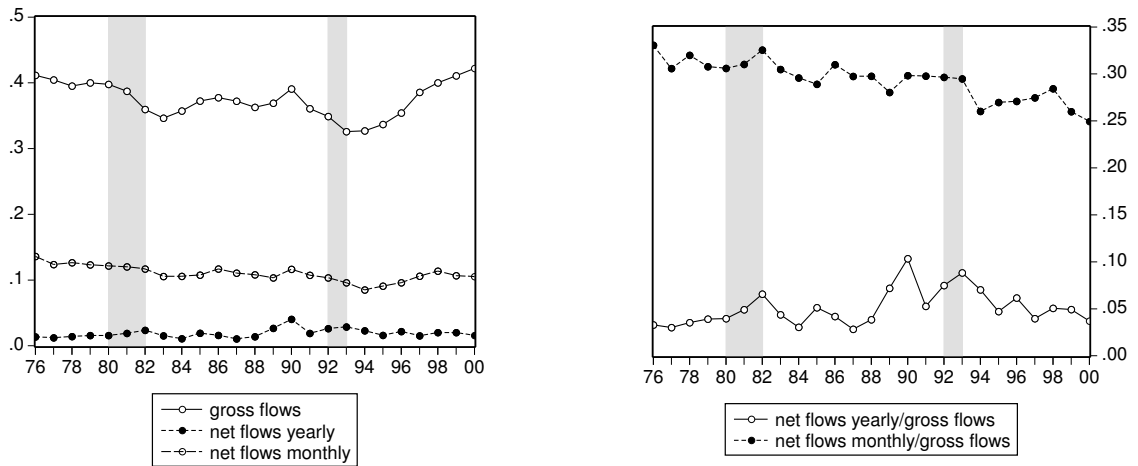 .5
.4
.3
.2
.1
.0
76 78 80 82 84 86 88 90 92 94 96 98 00
gross flows
net flows yearly
net flows monthly
.35
.30
.25
.20
.15
.10
.05
.00
76 78 80 82 84 86 88 90 92 94 96 98 00
net flows yearly/gross flows
net flows monthly/gross flows